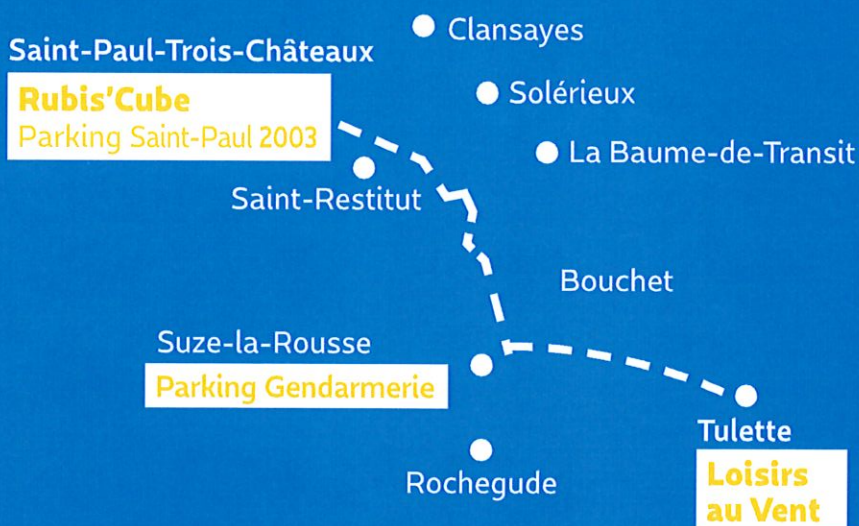 Clansayes
Saint-Paul-Trois-Châteaux
Rubis'Cube
Parking Saint-Paul 2003
Solérieux
La Baume-de-Transit
Saint-Restitut
Bouchet
Suze-la-Rousse
Parking Gendarmerie
Tulette
Loisirs
au Vent
Rochegude